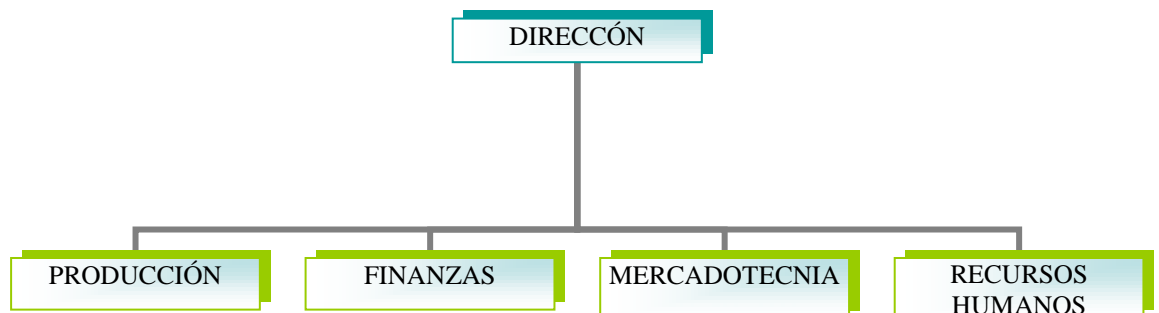 DIRECCÓN
PRODUCCIÓN
FINANZAS
MERCADOTECNIA
RECURSOS
HUMANOS